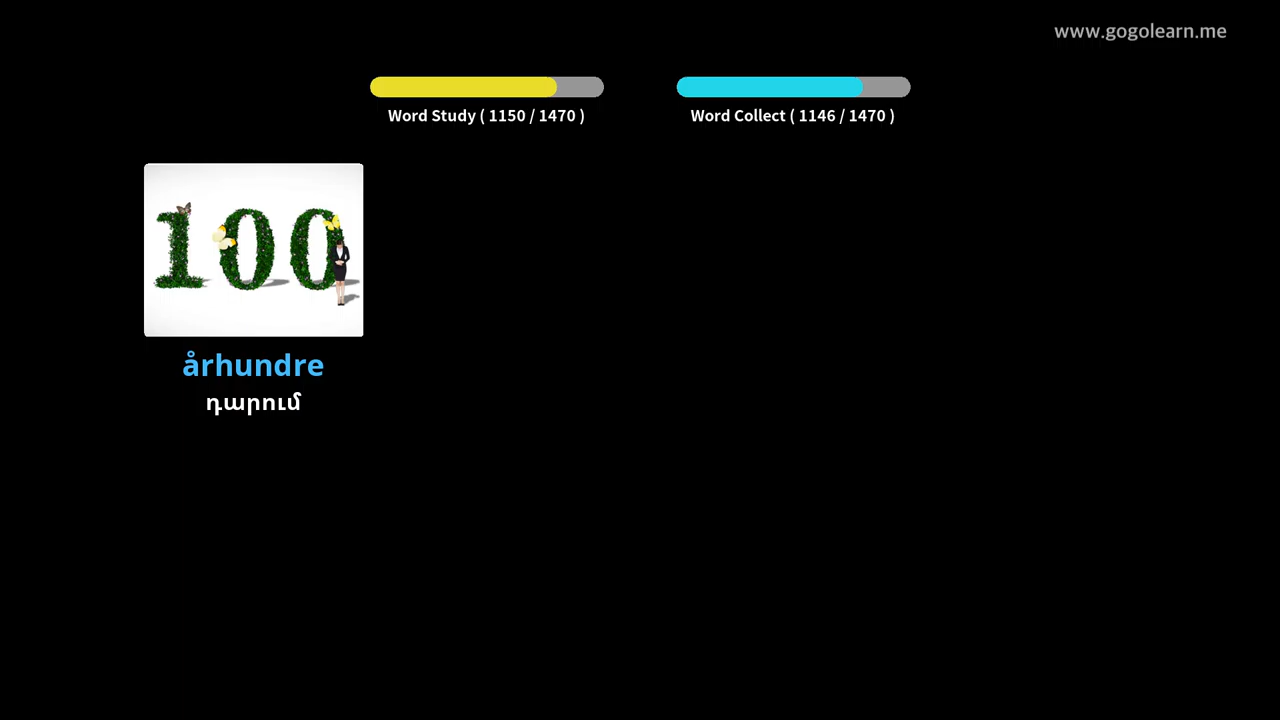 www.gogolearn.me
Word Study ( 1150 / 1470 )
Word Collect ( 1146 / 1470 )
100
århundre
դարում